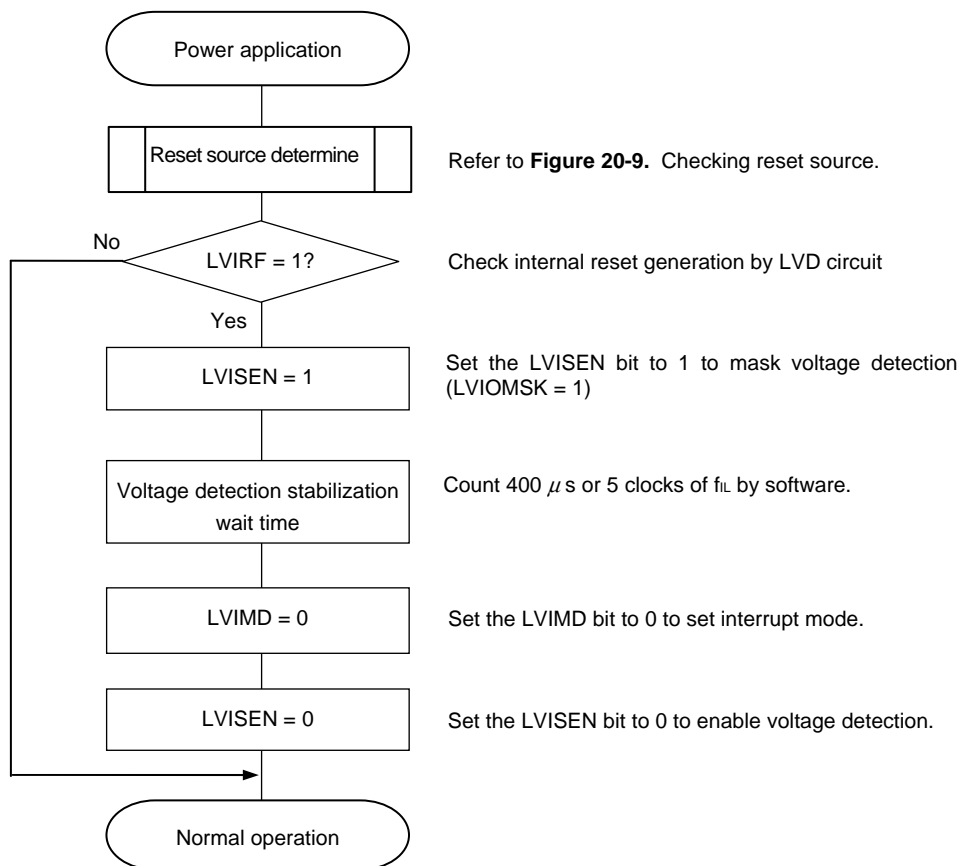 Power application
Reset source determine
Refer to Figure 20-9. Checking reset source.
No
LVIRF = 1?
Check internal reset generation by LVD circuit
Yes
LVISEN = 1
Set the LVISEN bit to 1 to mask voltage detection
(LVIOMSK = 1)
Voltage detection stabilization
wait time
Count 400 μs or 5 clocks of fIL by software.
LVIMD = 0
Set the LVIMD bit to 0 to set interrupt mode.
LVISEN = 0
Set the LVISEN bit to 0 to enable voltage detection.
Normal operation